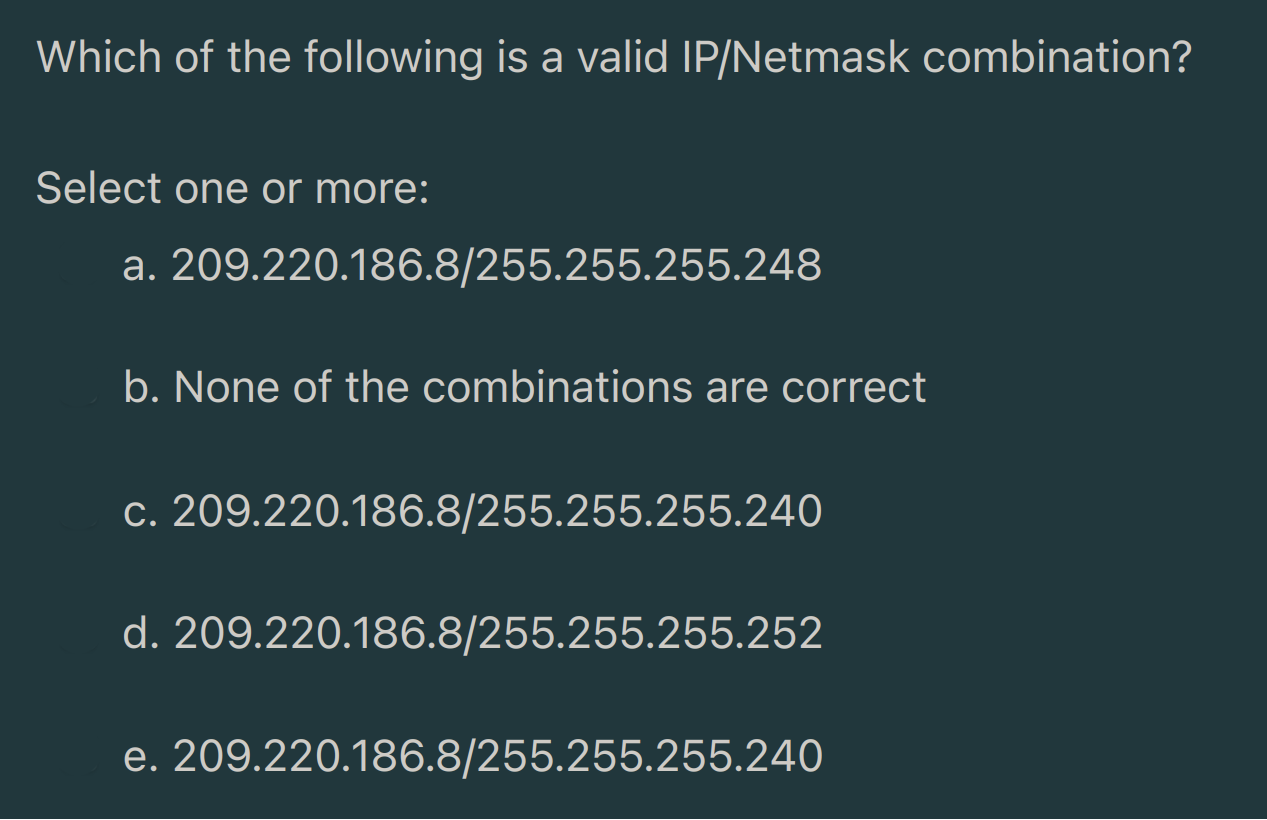 Which of the following is a valid IP/Netmask combination?
Select one or more:
a. 209.220.186.8/255.255.255.248
b. None of the combinations are correct
c. 209.220.186.8/255.255.255.240
d. 209.220.186.8/255.255.255.252
e. 209.220.186.8/255.255.255.240